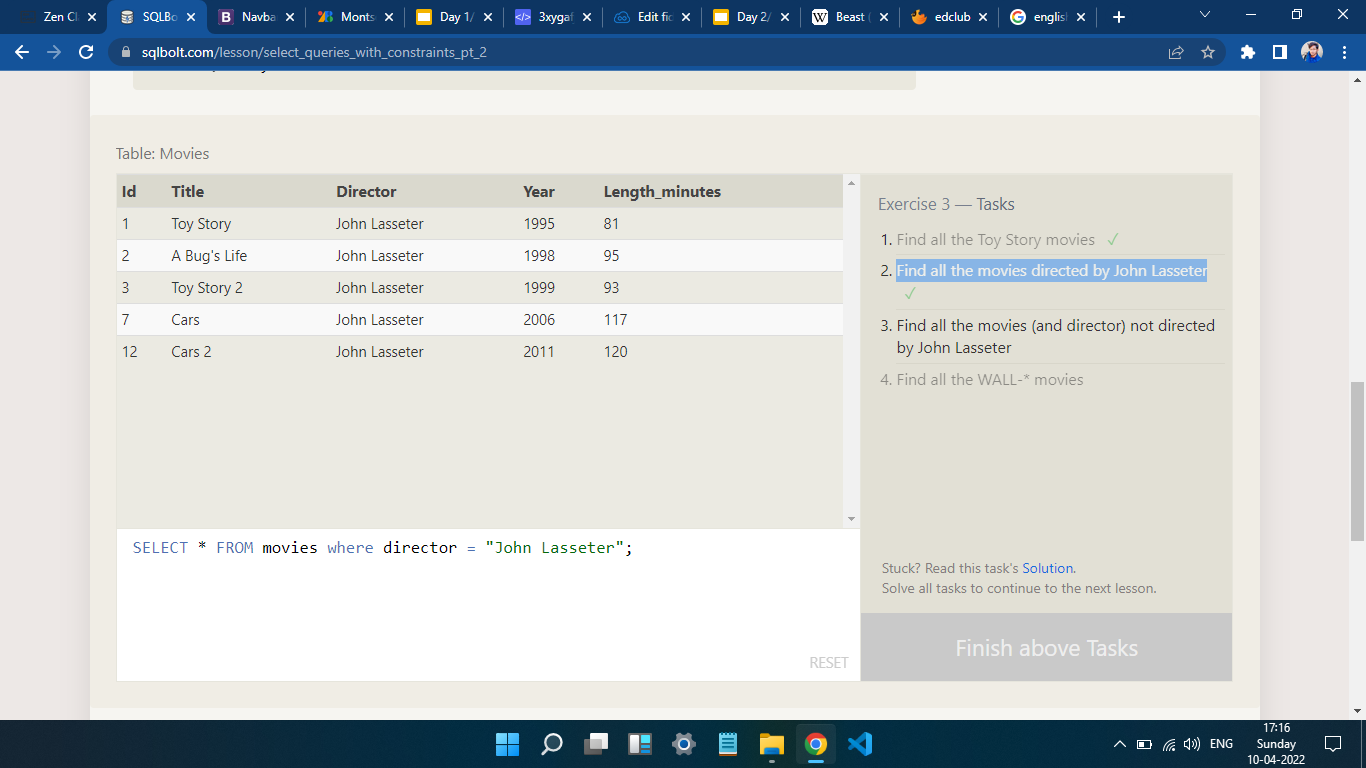 Zen Cl
SQLBo
Navba
Monts
Day 1/
3xygaf
Edit fi
Day 2/
Beast (
edclub
englis
sqlbolt.com/lesson/select_queries_with_constraints_pt_2
Table: Movies
Id Title Director Year Length_minutes
1 Toy Story John Lasseter 1995 81
2 A Bug's Life John Lasseter 1998 95
3 Toy Story 2 John Lasseter 1999 93
7 Cars John Lasseter 2006 117
12 Cars 2 John Lasseter 2011 120
SELECT * FROM movies where director = "John Lasseter";
RESET
Exercise 3 — Tasks
1. Find all the Toy Story movies ✓
2. Find all the movies directed by John Lasseter
✓
3. Find all the movies (and director) not directed
by John Lasseter
4. Find all the WALL-* movies
Stuck? Read this task's Solution.
Solve all tasks to continue to the next lesson.
Finish above Tasks
ENG
17:16
Sunday
10-04-2022